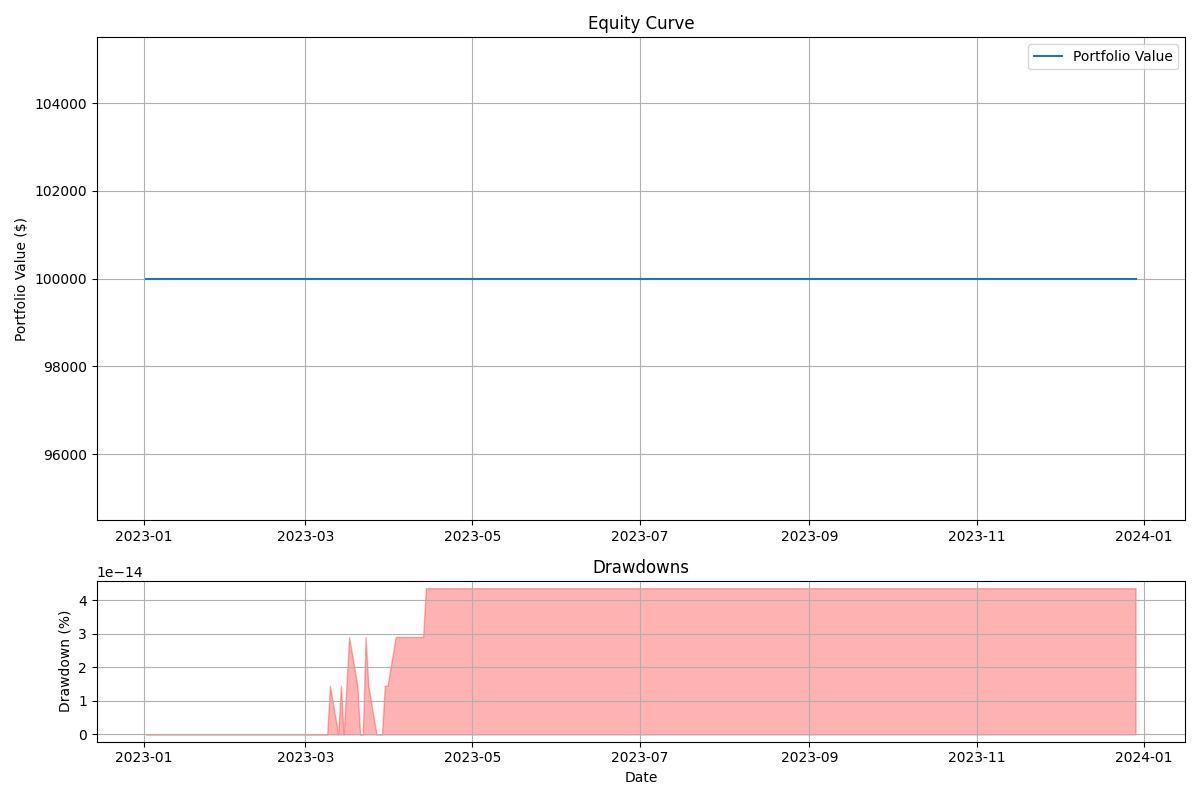 Equity Curve
Portfolio Value
Portfolio Value ($)
104000
102000
100000
98000
96000
2023-01 2023-03 2023-05 2023-07 2023-09 2023-11 2024-01
Drawdowns
1e−14
Drawdown (%)
4
3
2
1
0
2023-01 2023-03 2023-05 2023-07 2023-09 2023-11 2024-01
Date